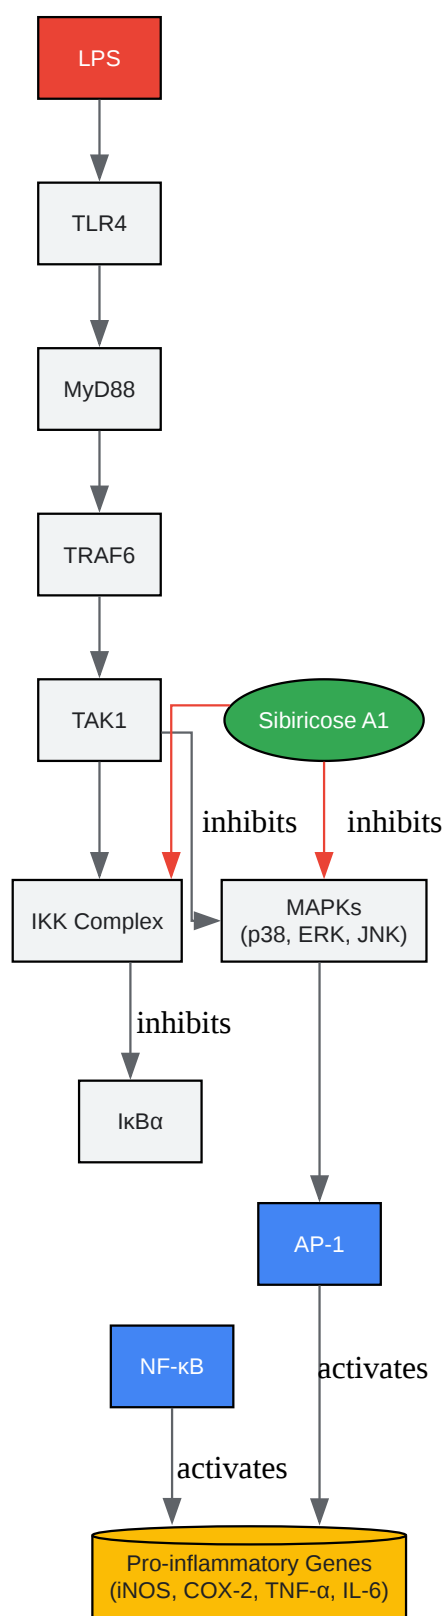 LPS
TLR4
MyD88
TRAF6
TAK1
Sibiricose A1
inhibits
inhibits
IKK Complex
MAPKs
(p38, ERK, JNK)
inhibits
IκBα
AP-1
NF-κB
activates
activates
Pro-inflammatory Genes
(iNOS, COX-2, TNF-α, IL-6)